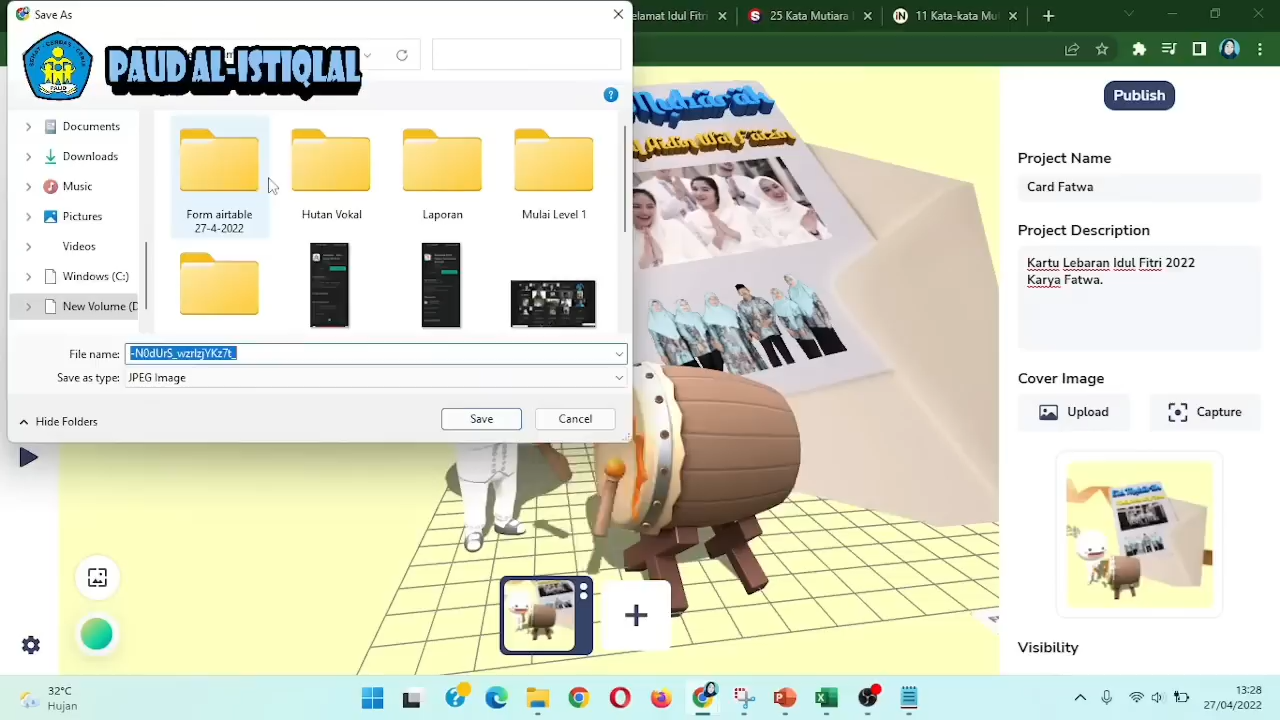 Save As
elamat Idul Fitr
25 Kata Mutiara
11 Kata-kata Mu
PAUD AL-ISTIQLAL
PAUD
Publish
Documents
Downloads
Music
Pictures
Videos
Windows (C:)
Form airtable
27-4-2022
Hutan Vokal
Laporan
Mulai Level 1
File name:
-N0dUrS_wzrlzjYKz7t_
Save as type:
JPEG Image
Hide Folders
Save
Cancel
Project Name
Card Fatwa
Project Description
Kartu Lebaran Idul Fitri 2022
Karya Fatwa.
Cover Image
Upload
Capture
Visibility
32°C
Hujan
13:28
27/04/2022